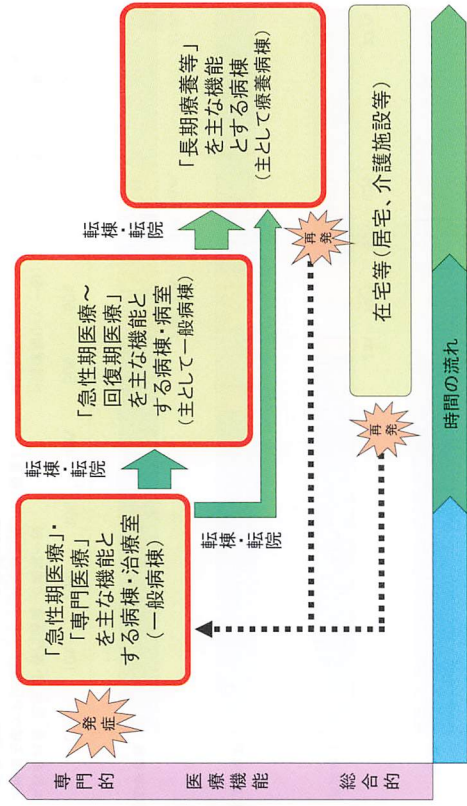 専門的
医療機能
総合的
発症
「急性期医療」・
「専門医療」
を主な機能と
する病棟・治療室
(一般病棟)
転棟・転院
「急性期医療～
回復期医療」
を主な機能と
する病棟・病室
(主として一般病棟)
転棟・転院
「長期療養等」
を主な機能
とする病棟
(主として療養病棟)
転棟・転院
再発
再発
在宅等(居宅、介護施設等)
時間の流れ